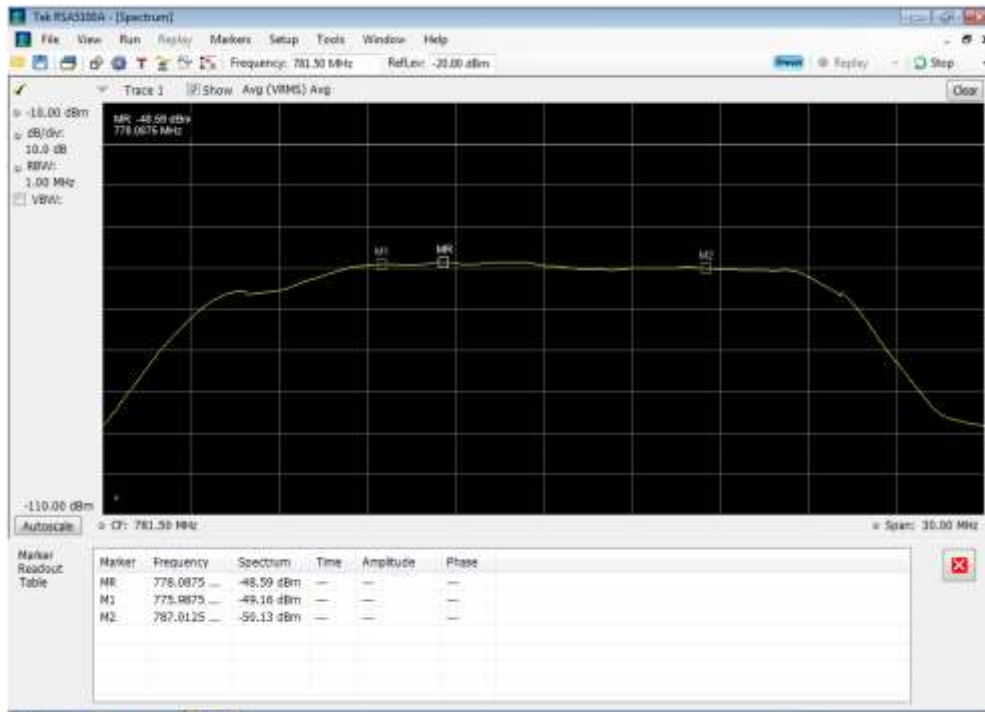 Tek RSA5100A - [Spectrum]
File View Run Replay Markers Setup Tools Window Help
Frequency: 781.50 MHz RefLev: -20.00 dBm Preset Replay Stop
Trace 1 Show Avg (VRMS) Avg Clear
-10.00 dBm
dB/div:
10.0 dB
RBW:
1.00 MHz
VBW:
MR: -48.59 dBm
778.0875 MHz
M1 MR M2
-110.00 dBm
Autoscale CF: 781.50 MHz Span: 30.00 MHz
Marker
Readout
Table
Marker Frequency Spectrum Time Amplitude Phase
MR 778.0875 ... -48.59 dBm --- --- ---
M1 775.9875 ... -49.16 dBm --- --- ---
M2 787.0125 ... -50.13 dBm --- --- ---